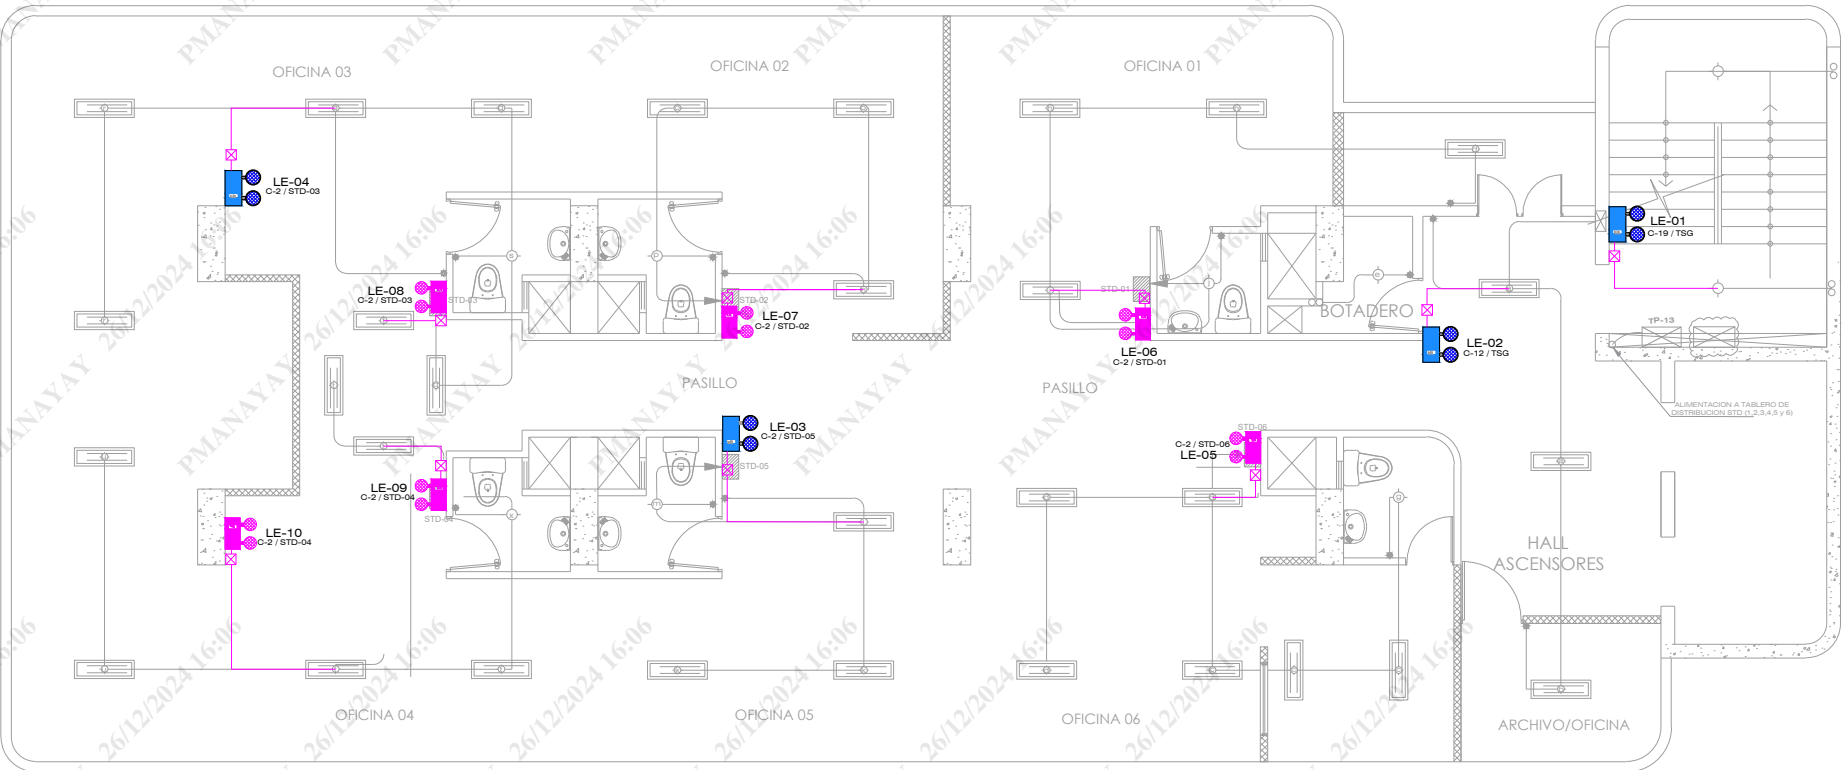 OFICINA 03
OFICINA 02
OFICINA 01
LE-04
C-2 / STD-03
LE-01
C-19 / TSG
LE-08
C-2 / STD-03
STD-03
STD-02
LE-07
C-2 / STD-02
STD-01
LE-06
C-2 / STD-01
BOTADERO
LE-02
C-12 / TSG
TP-13
PASILLO
PASILLO
ALIMENTACION A TABLERO DE
DISTRIBUCION STD (1,2,3,4,5 y 6)
LE-03
C-2 / STD-05
STD-05
STD-06
C-2 / STD-06
LE-05
LE-09
C-2 / STD-04
STD-04
LE-10
C-2 / STD-04
HALL
ASCENSORES
OFICINA 04
OFICINA 05
OFICINA 06
ARCHIVO/OFICINA
PMANAYAY
26/12/2024 16:06